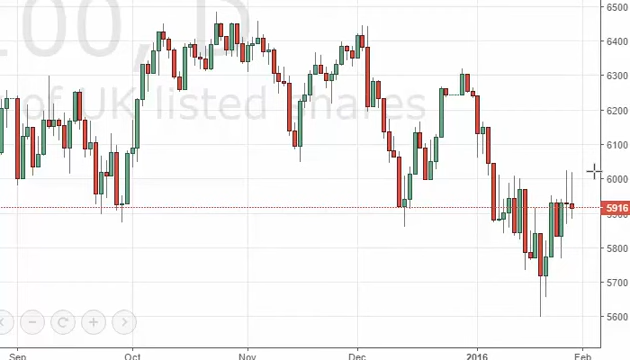 100, D
of UK listed shares
6500
6400
6300
6200
6100
6000
5916
5900
5800
5700
5600
Sep
Oct
Nov
Dec
2016
Feb